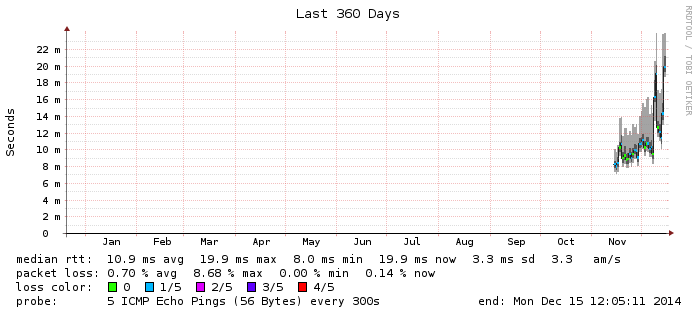 Last 360 Days
RRDTOOL / TOBI OETIKER
Seconds
22 m
20 m
18 m
16 m
14 m
12 m
10 m
8 m
6 m
4 m
2 m
0
Jan Feb Mar Apr May Jun Jul Aug Sep Oct Nov
median rtt: 10.9 ms avg 19.9 ms max 8.0 ms min 19.9 ms now 3.3 ms sd 3.3 am/s
packet loss: 0.70 % avg 8.68 % max 0.00 % min 0.14 % now
loss color: 0 1/5 2/5 3/5 4/5
probe: 5 ICMP Echo Pings (56 Bytes) every 300s end: Mon Dec 15 12:05:11 2014